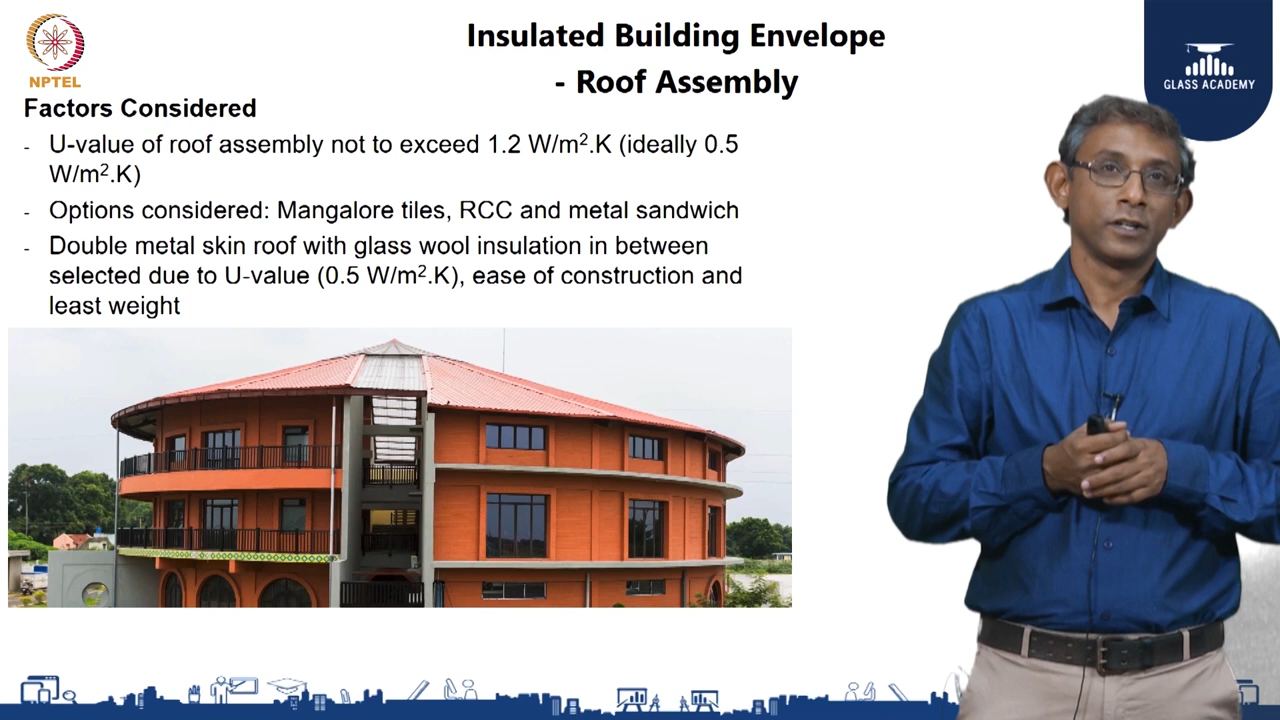 Insulated Building Envelope
- Roof Assembly
NPTEL
GLASS ACADEMY
Factors Considered
- U-value of roof assembly not to exceed 1.2 W/m².K (ideally 0.5
W/m².K)
- Options considered: Mangalore tiles, RCC and metal sandwich
- Double metal skin roof with glass wool insulation in between
selected due to U-value (0.5 W/m².K), ease of construction and
least weight